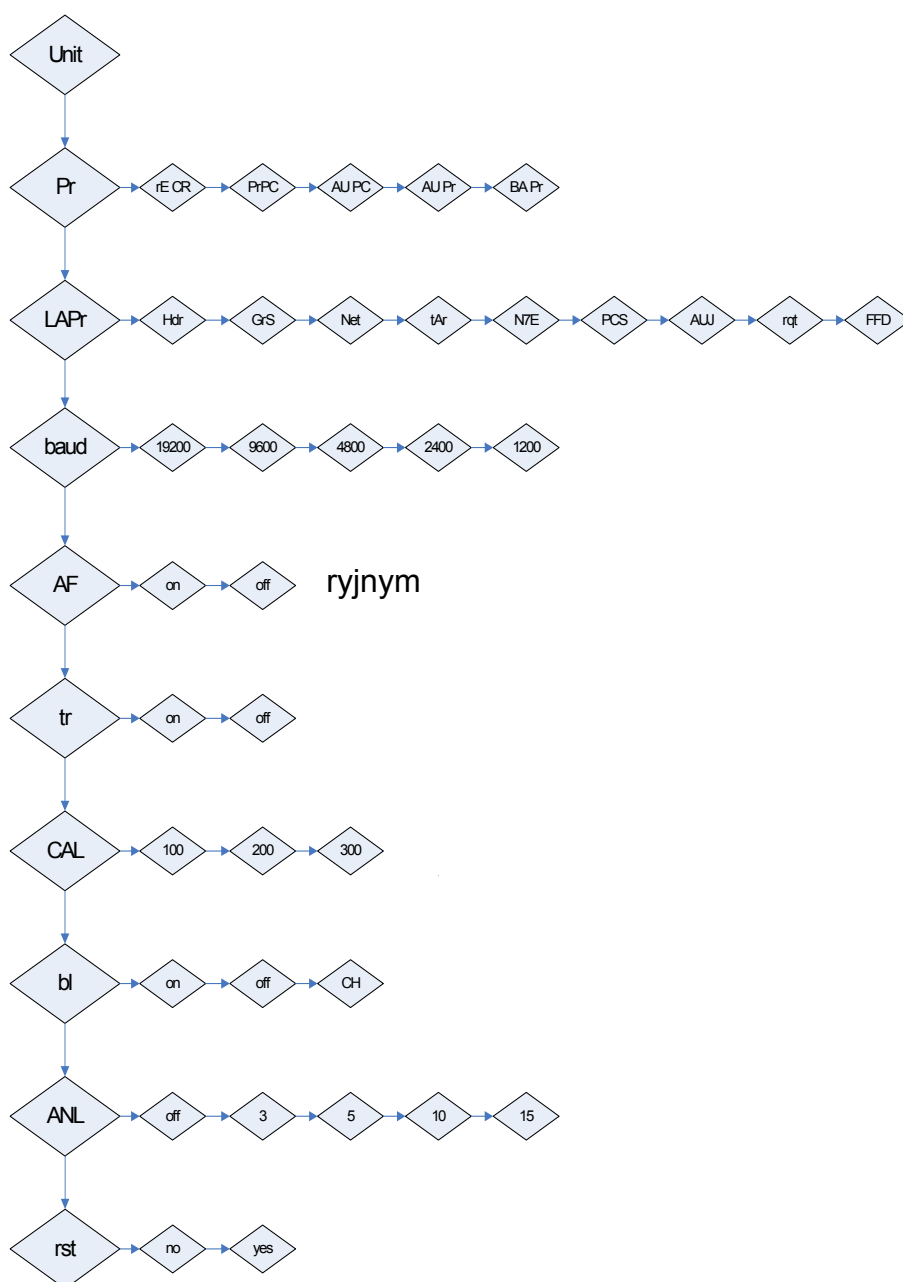 Unit
Pr rE CR PrPC AU PC AU Pr BA Pr
LAPr Hdr GrS Net tAr N7E PCS AUJ rqt FFD
baud 19200 9600 4800 2400 1200
AF on off ryjnym
tr on off
CAL 100 200 300
bl on off CH
ANL off 3 5 10 15
rst no yes